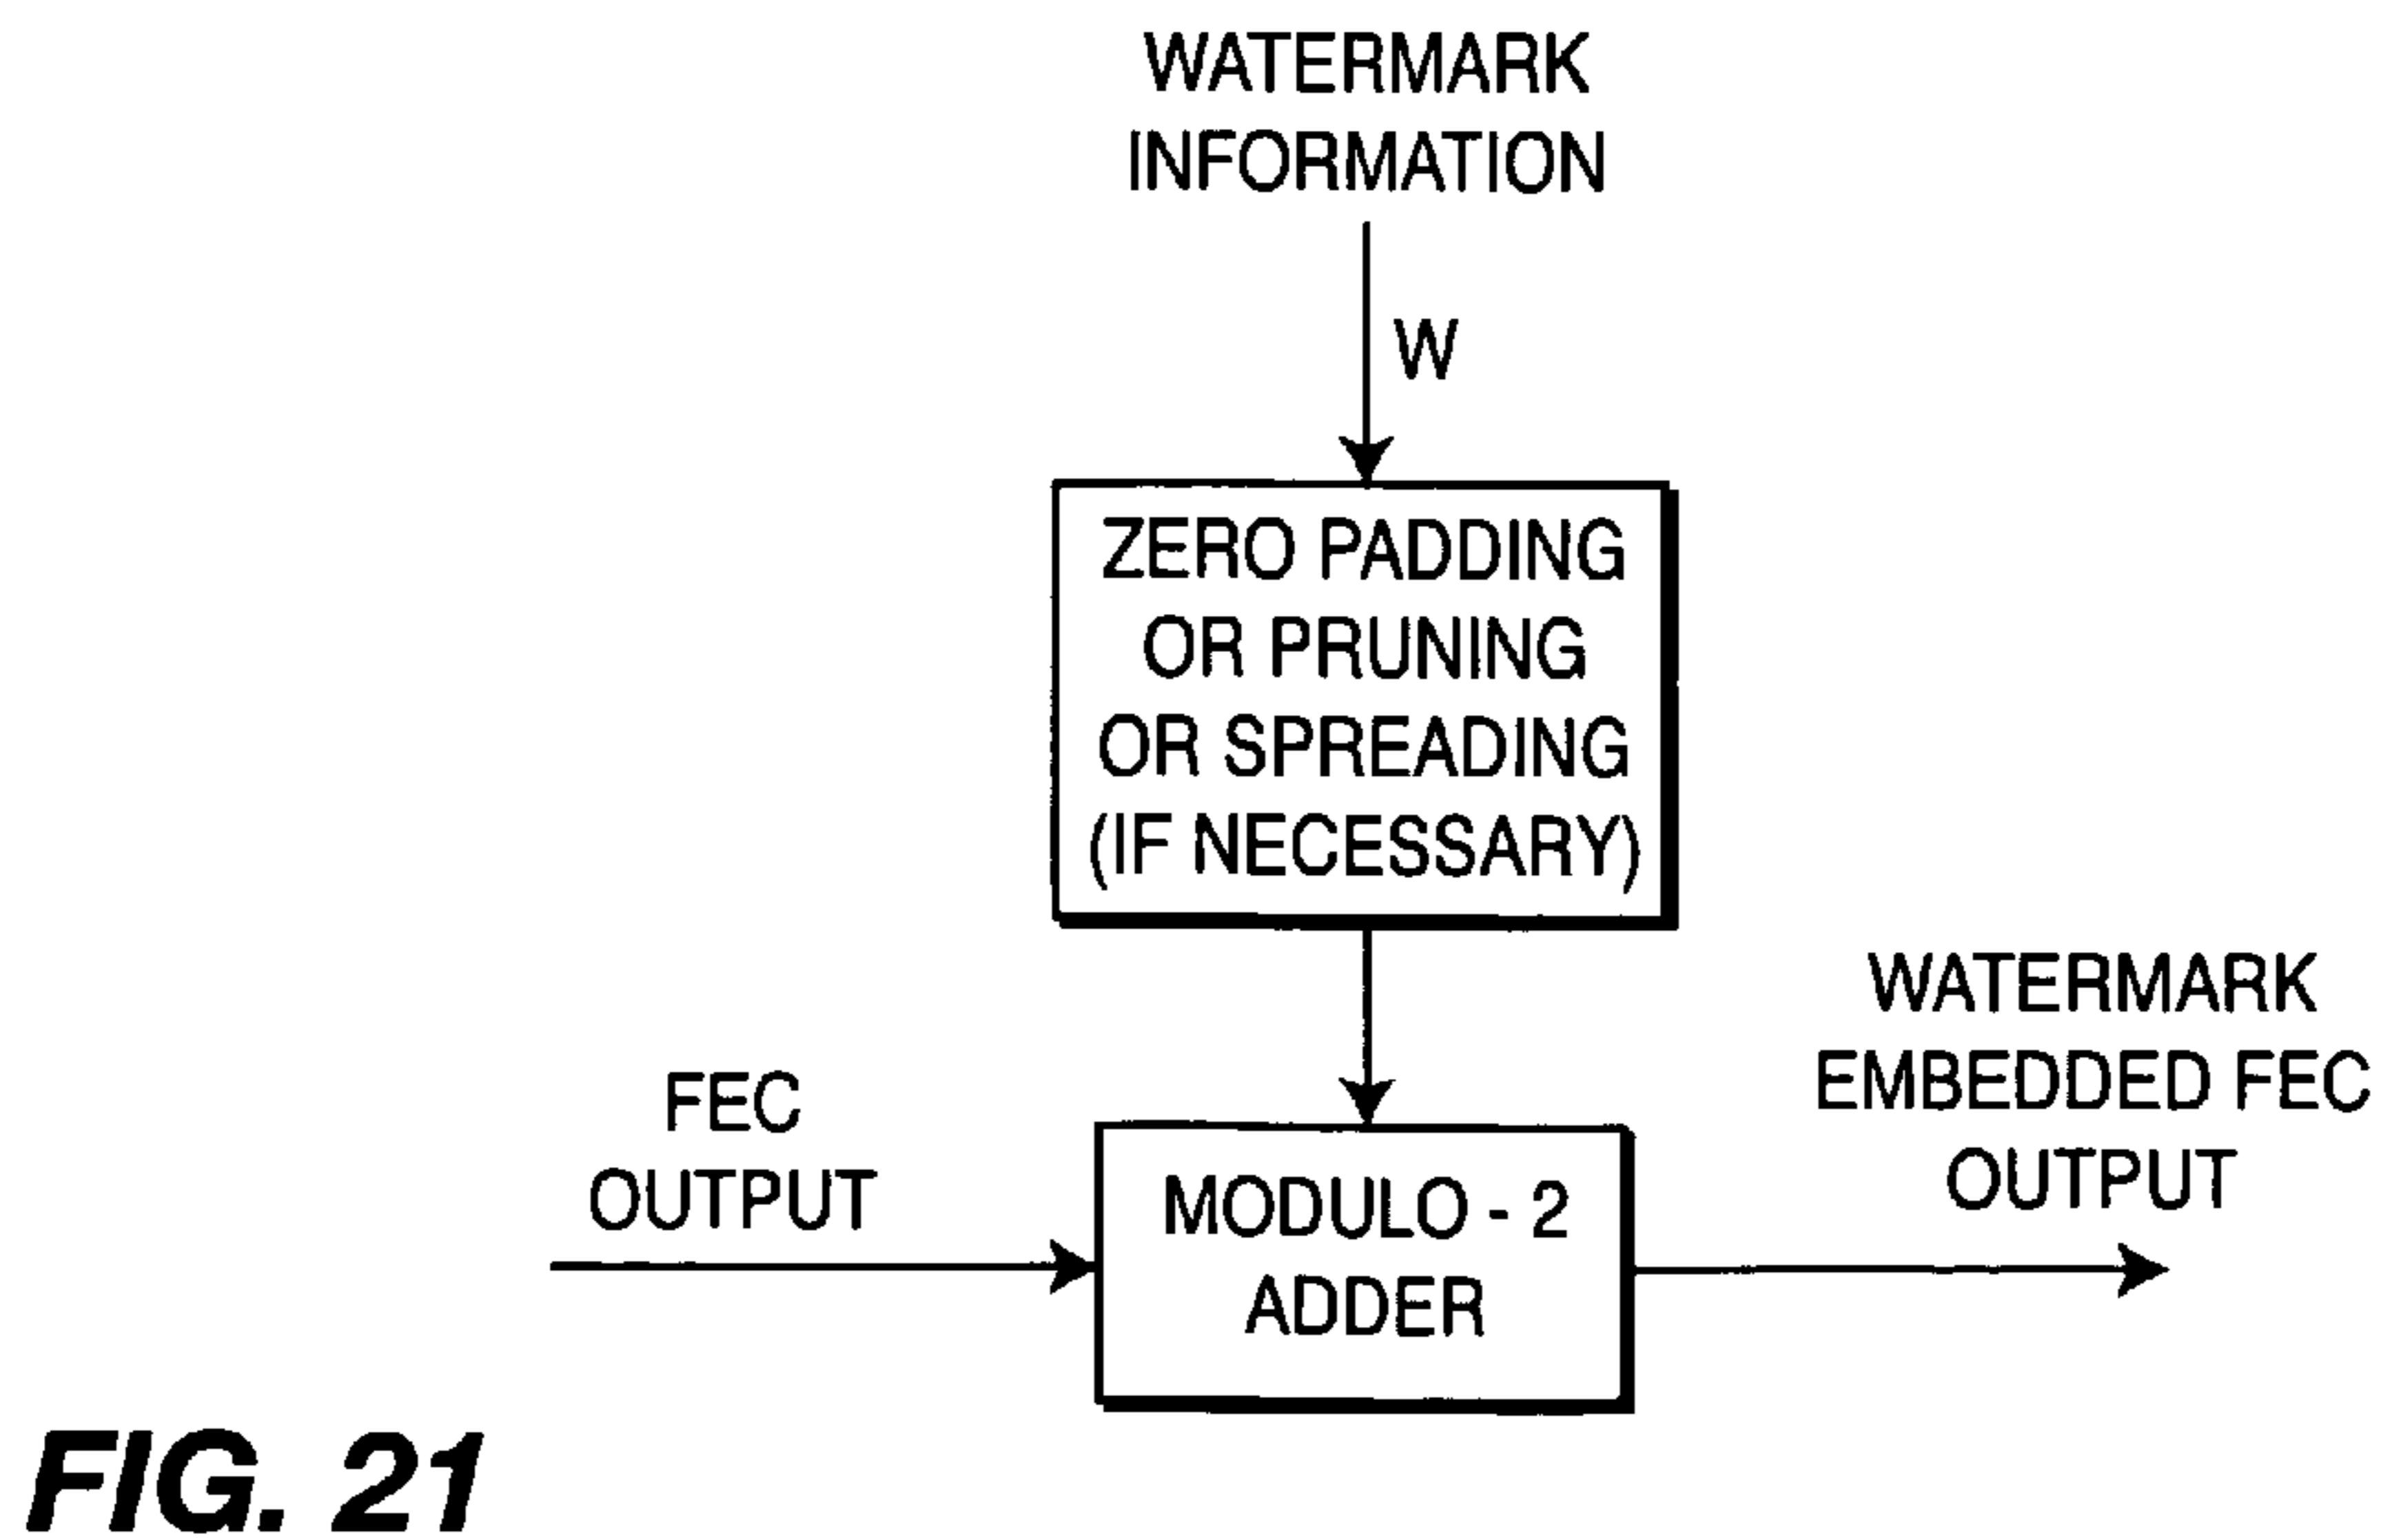 WATERMARK
INFORMATION
W
ZERO PADDING
OR PRUNING
OR SPREADING
(IF NECESSARY)
FEC
OUTPUT
MODULO - 2
ADDER
WATERMARK
EMBEDDED FEC
OUTPUT
FIG. 21